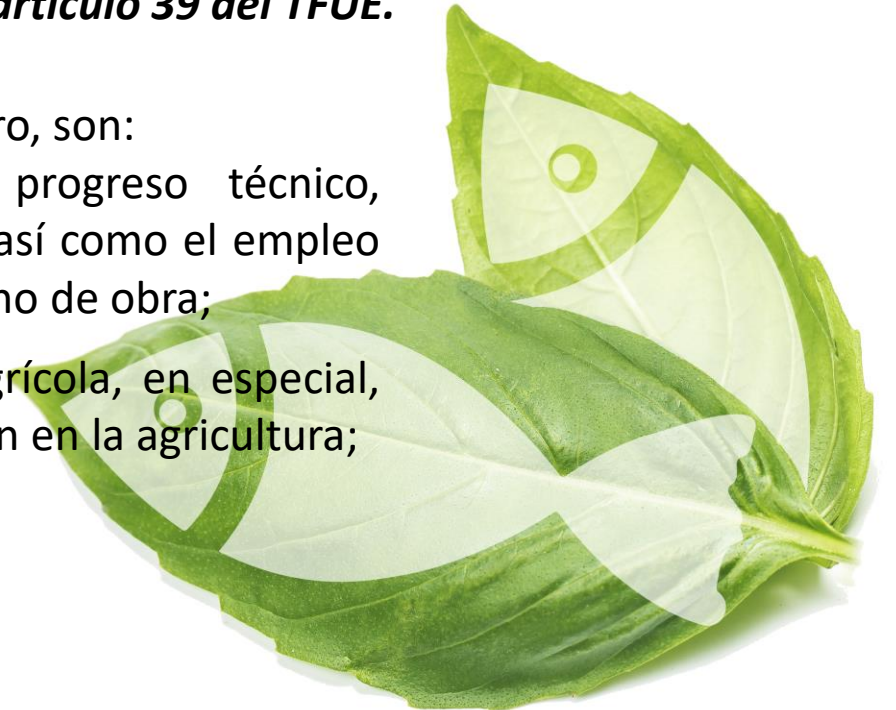 artículo 39 del TFUE.
ro, son:
progreso técnico,
así como el empleo
no de obra;
grícola, en especial,
n en la agricultura;